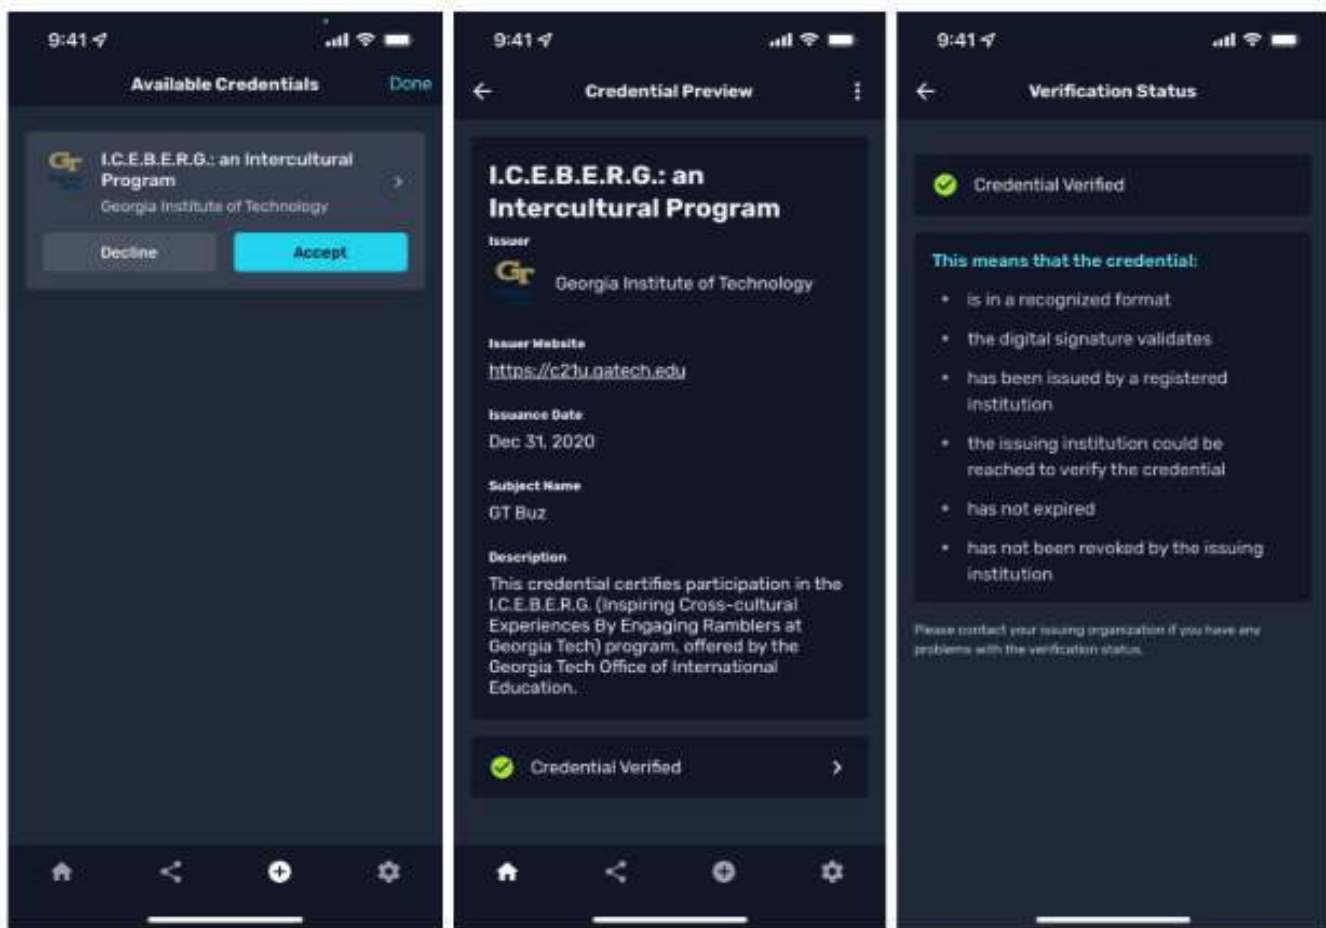 9:41
Available Credentials
Done
GT
I.C.E.B.E.R.G.: an Intercultural
Program
Georgia Institute of Technology
Decline
Accept
9:41
Credential Preview
I.C.E.B.E.R.G.: an
Intercultural Program
Issuer
GT
Georgia Institute of Technology
Issuer Website
https://c21u.gatech.edu
Issuance Date
Dec 31, 2020
Subject Name
GT Buz
Description
This credential certifies participation in the
I.C.E.B.E.R.G. (Inspiring Cross-cultural
Experiences By Engaging Ramblers at
Georgia Tech) program, offered by the
Georgia Tech Office of International
Education.
Credential Verified
9:41
Verification Status
Credential Verified
This means that the credential:
• is in a recognized format
• the digital signature validates
• has been issued by a registered
institution
• the issuing institution could be
reached to verify the credential
• has not expired
• has not been revoked by the issuing
institution
Please contact your issuing organization if you have any
problems with the verification status.